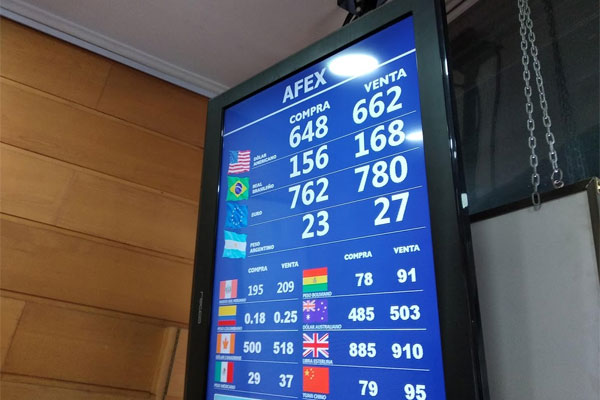 AFEX
COMPRA VENTA
DÓLAR AMERICANO 648 662
REAL BRASILEÑO 156 168
EURO 762 780
PESO ARGENTINO 23 27
COMPRA VENTA COMPRA VENTA
195 209 PESO BOLIVIANO 78 91
0.18 0.25 DÓLAR AUSTRALIANO 485 503
500 518 LIBRA ESTERLINA 885 910
PESO MEXICANO 29 37 79 95